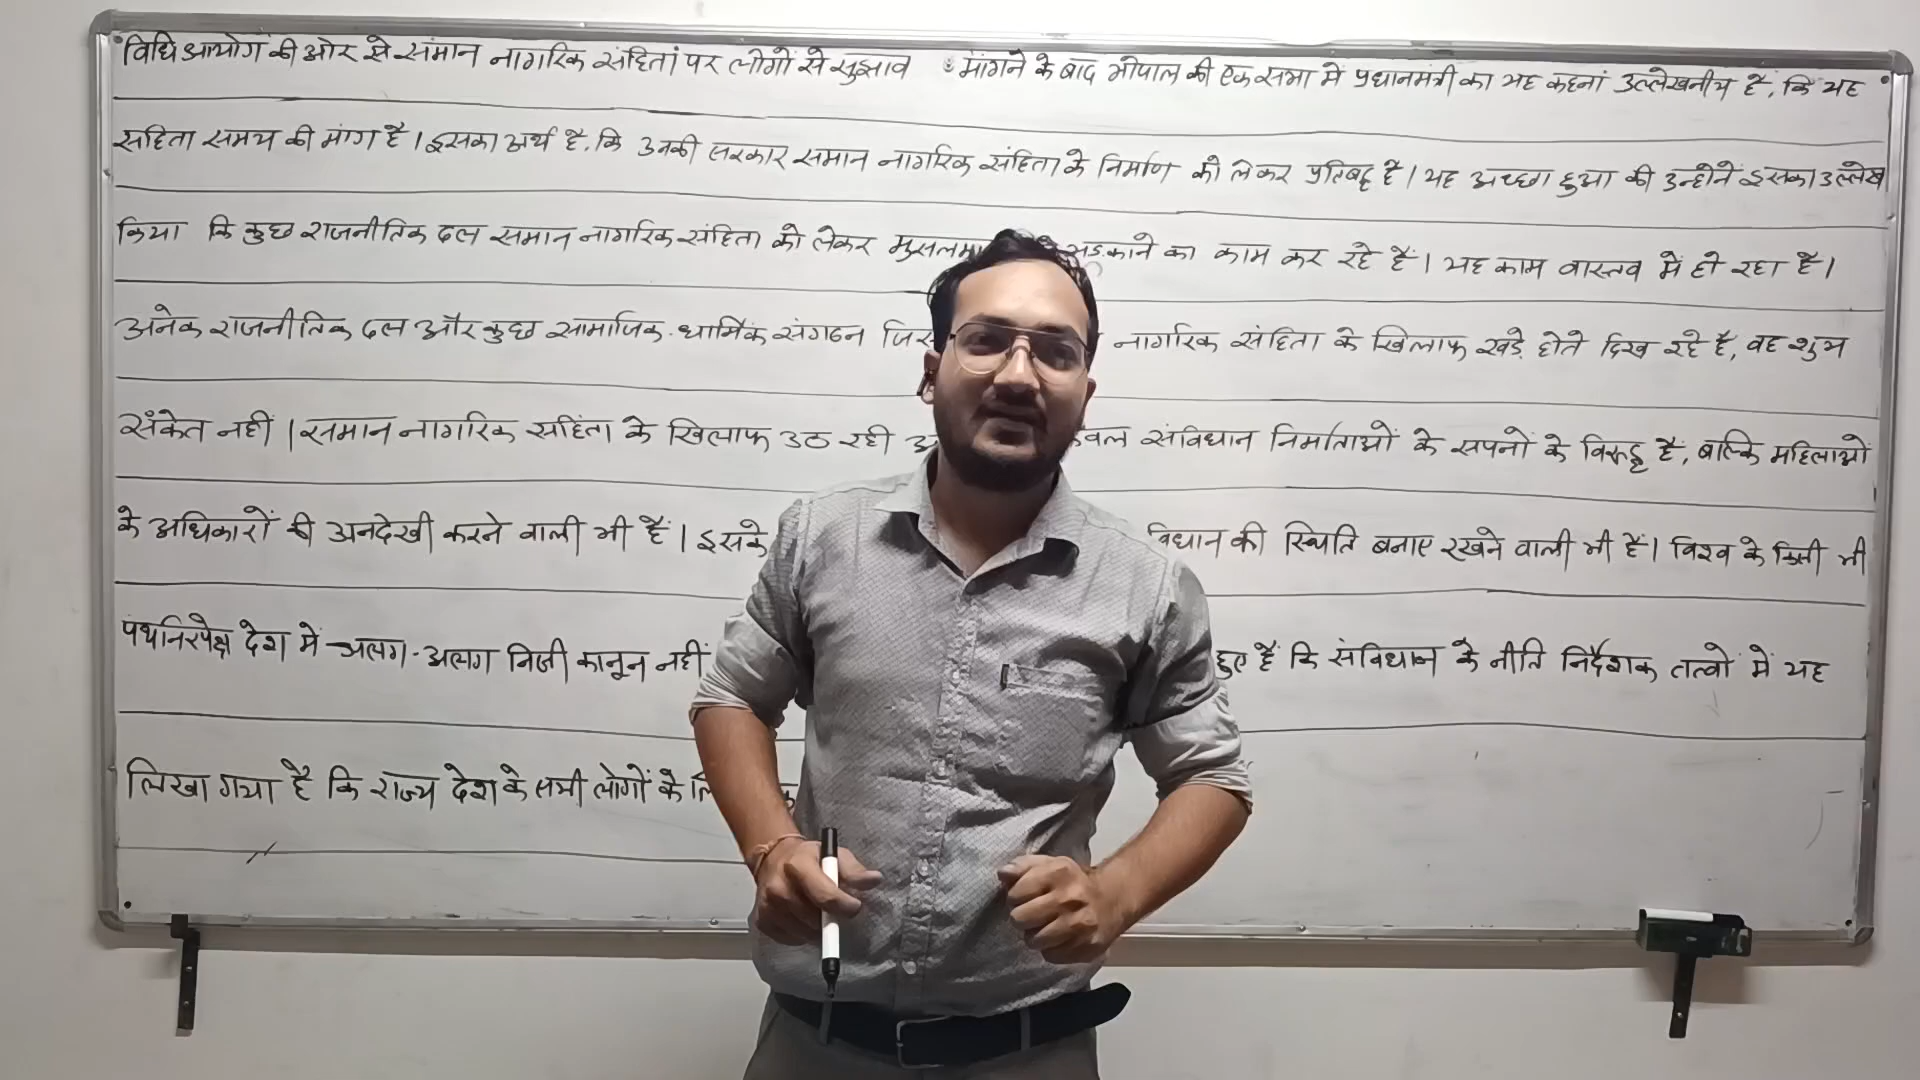 विधि आयोग की ओर से समान नागरिक संहिता पर लोगों से सुझाव मांगने के बाद भोपाल की एक सभा में प्रधानमंत्री का यह कहनां उल्लेखनीय है, कि यह
सहिता समय की मांग है। इसका अर्थ है, कि उनकी सरकार समान नागरिक संहिता के निर्माण को लेकर प्रतिबद्ध है। यह अच्छा हुआ की उन्होंने इसका उल्लेख
किया कि कुछ राजनीतिक दल समान नागरिक संहिता को लेकर भड़काने का काम कर रहे हैं। यह काम वास्तव में हो रहा है।
अनेक राजनीतिक दल और कुछ सामाजिक-धार्मिक संगठन नागरिक संहिता के खिलाफ खड़े होते दिख रहे है, वह शुभ
संकेत नहीं। समान नागरिक सहिंता के खिलाफ उठ रही संविधान निर्माताओं के सपनों के विरूद्ध है, बल्कि महिलाओं
के अधिकारों की अनदेखी करने वाली भी है। इसके की स्थिति बनाए रखने वाली भी है। विश्व के किसी भी
पंथनिरपेक्ष देश में अलग-अलग निजी कानून नहीं हुए है कि संविधान के नीति निर्देशक तत्वों में यह
लिखा गया है कि राज्य देश के सभी लोगों के